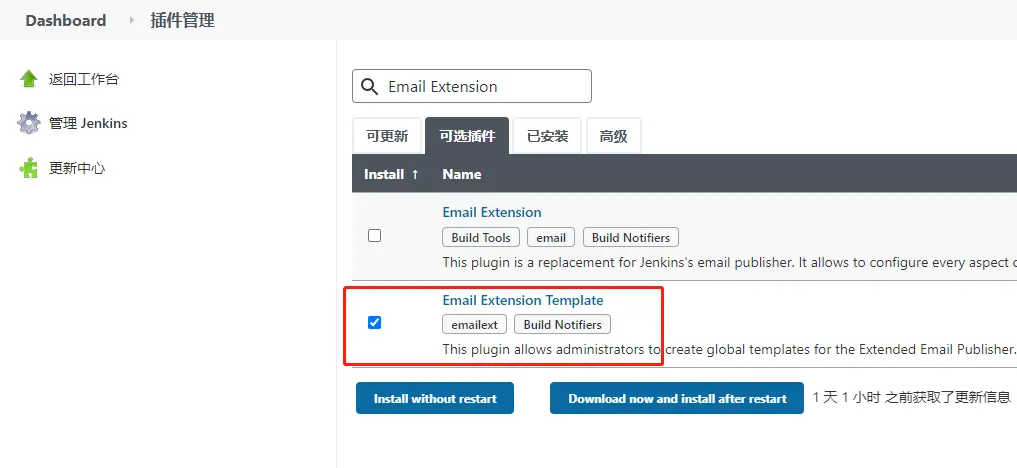 Dashboard 插件管理
返回工作台
管理 Jenkins
更新中心
Email Extension
可更新 可选插件 已安装 高级
Install ↑ Name
Email Extension
Build Tools email Build Notifiers
This plugin is a replacement for Jenkins's email publisher. It allows to configure every aspect
Email Extension Template
emailext Build Notifiers
This plugin allows administrators to create global templates for the Extended Email Publisher.
Install without restart Download now and install after restart 1 天 1 小时 之前获取了更新信息